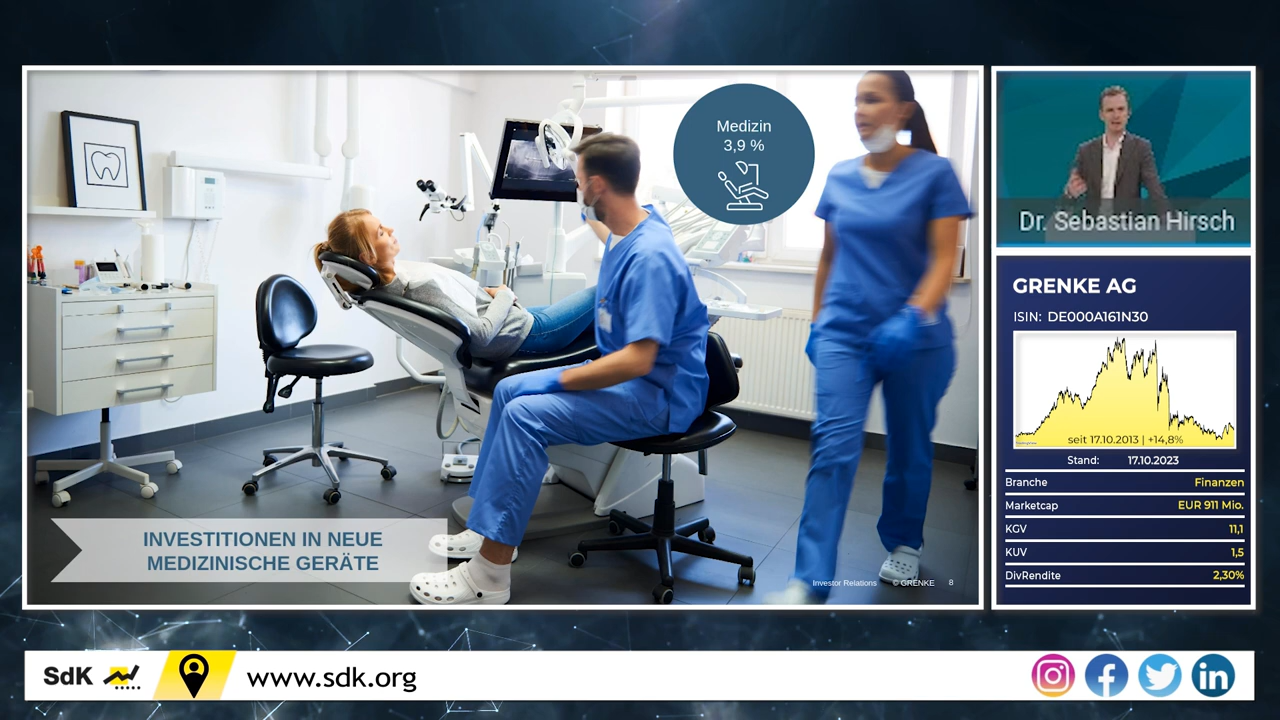 Medizin
3,9 %
INVESTITIONEN IN NEUE
MEDIZINISCHE GERÄTE
Investor Relations © GRENKE 8
Dr. Sebastian Hirsch
GRENKE AG
ISIN: DE000A161N30
seit 17.10.2013 | +14,8%
Stand: 17.10.2023
Branche Finanzen
Marketcap EUR 911 Mio.
KGV 11,1
KUV 1,5
DivRendite 2,30%
SdK www.sdk.org